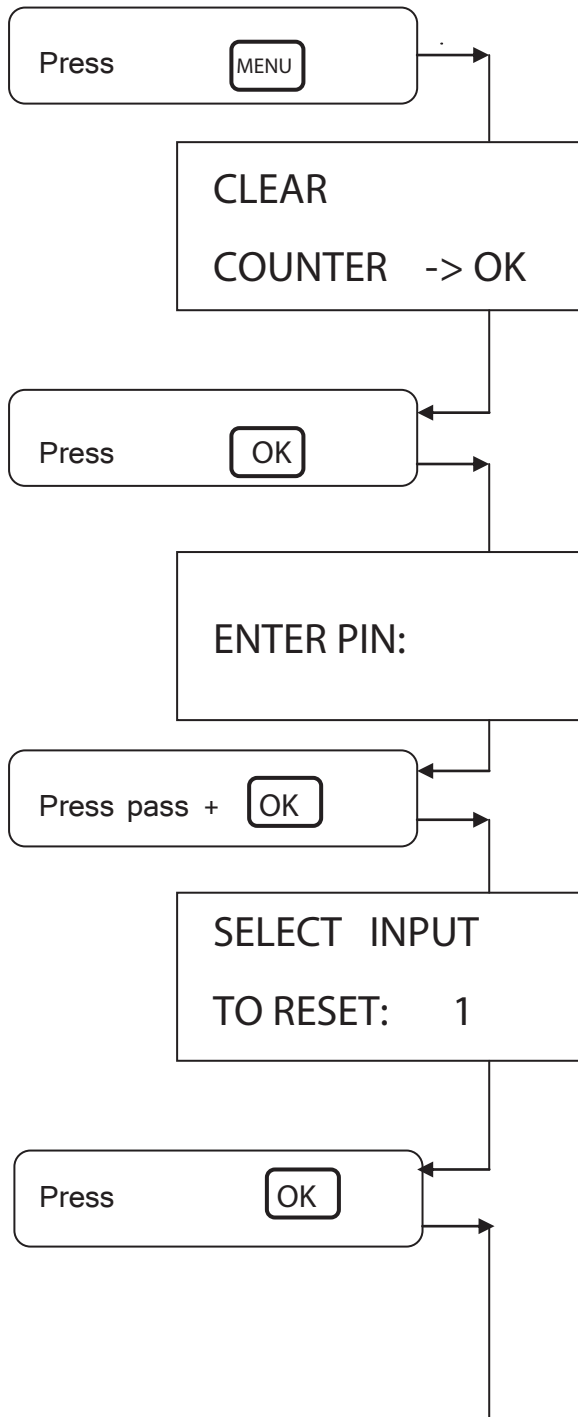 Press MENU
CLEAR
COUNTER -> OK
Press OK
ENTER PIN:
Press pass + OK
SELECT INPUT
TO RESET: 1
Press OK